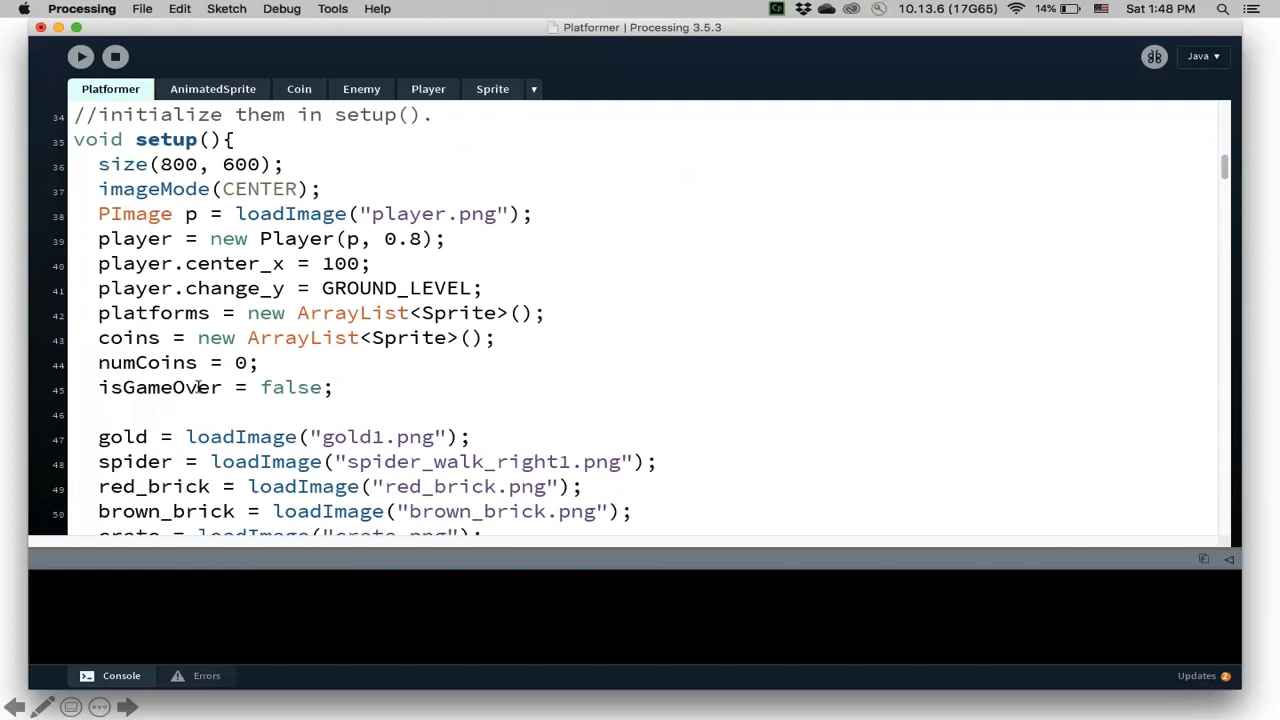 Processing File Edit Sketch Debug Tools Help 10.13.6 (17G65) 14% Sat 1:48 PM
Platformer | Processing 3.5.3
Java
Platformer AnimatedSprite Coin Enemy Player Sprite
34 //initialize them in setup().
35 void setup(){
36 size(800, 600);
37 imageMode(CENTER);
38 PImage p = loadImage("player.png");
39 player = new Player(p, 0.8);
40 player.center_x = 100;
41 player.change_y = GROUND_LEVEL;
42 platforms = new ArrayList<Sprite>();
43 coins = new ArrayList<Sprite>();
44 numCoins = 0;
45 isGameOver = false;
46
47 gold = loadImage("gold1.png");
48 spider = loadImage("spider_walk_right1.png");
49 red_brick = loadImage("red_brick.png");
50 brown_brick = loadImage("brown_brick.png");
crate = loadImage("crate.png");
Console Errors Updates 2